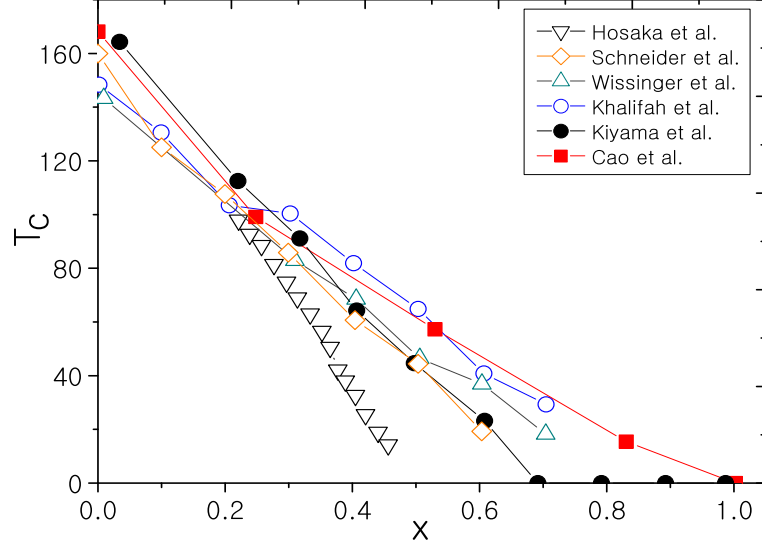 Hosaka et al.
Schneider et al.
Wissinger et al.
Khalifah et al.
Kiyama et al.
Cao et al.
160
120
80
40
0
T_C
0.0 0.2 0.4 0.6 0.8 1.0
x